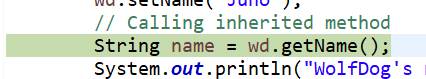 wd.setName("Juno");
// Calling inherited method
String name = wd.getName();
System.out.println("WolfDog's